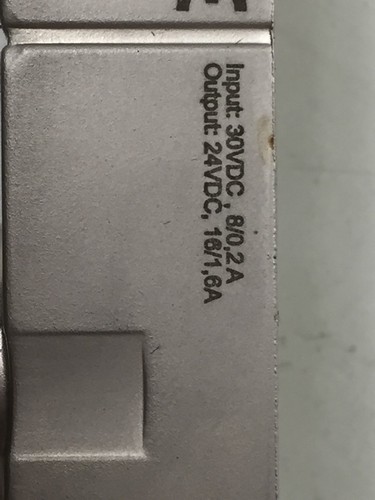 Input: 30VDC , 8/0,2 A
Output: 24VDC, 16/1,6A